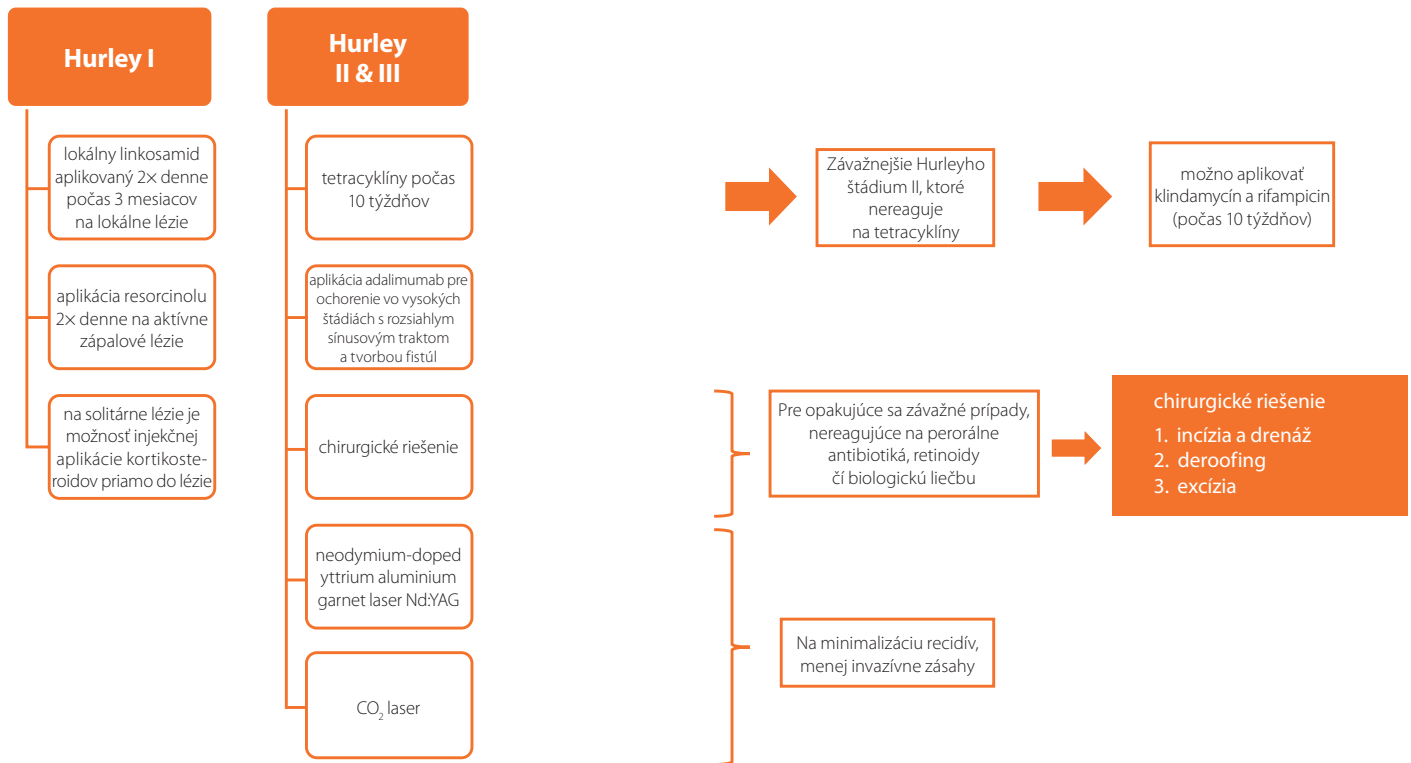 Hurley I
lokálny linkosamid
aplikovaný 2× denne
počas 3 mesiacov
na lokálne lézie
aplikácia resorcinolu
2× denne na aktívne
zápalové lézie
na solitárne lézie je
možnosť injekčnej
aplikácie kortikoste-
roidov priamo do lézie
Hurley
II & III
tetracyklíny počas
10 týždňov
aplikácia adalimumab pre
ochorenie vo vysokých
štádiách s rozsiahlym
sínusovým traktom
a tvorbou fistúl
chirurgické riešenie
neodymium-doped
yttrium aluminium
garnet laser Nd:YAG
CO₂ laser
Závažnejšie Hurleyho
štádium II, ktoré
nereaguje
na tetracyklíny
možno aplikovať
klindamycín a rifampicin
(počas 10 týždňov)
Pre opakujúce sa závažné prípady,
nereagujúce na perorálne
antibiotiká, retinoidy
čí biologickú liečbu
chirurgické riešenie
1. incízia a drenáž
2. deroofing
3. excízia
Na minimalizáciu recidív,
menej invazívne zásahy